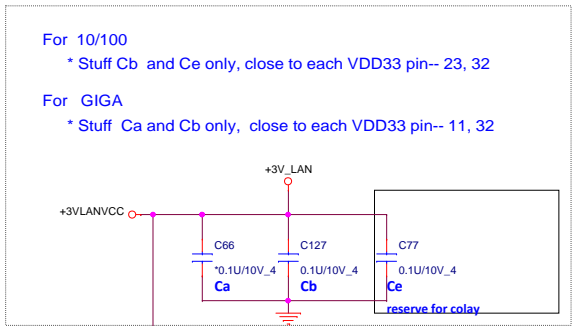 For 10/100
* Stuff Cb and Ce only, close to each VDD33 pin-- 23, 32
For GIGA
* Stuff Ca and Cb only, close to each VDD33 pin-- 11, 32
+3V_LAN
+3VLANVCC
C66 C127 C77
*0.1U/10V_4 0.1U/10V_4 0.1U/10V_4
Ca Cb Ce
reserve for colay